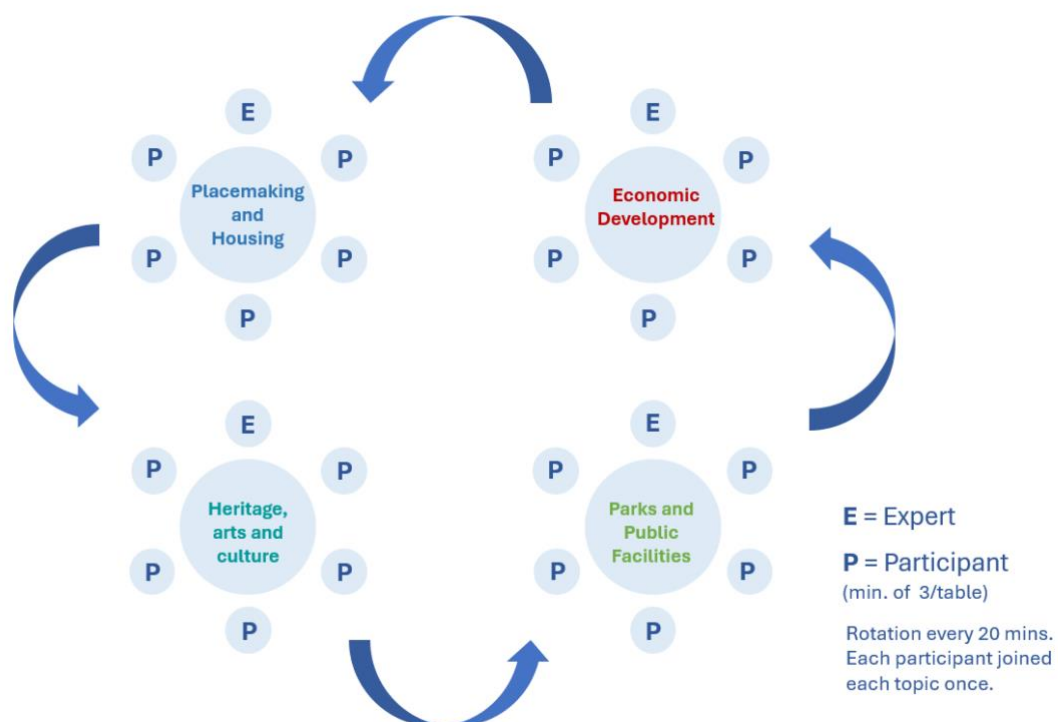 E
P
P
Placemaking
and
Housing
P
P
P
E
P
P
Economic
Development
P
P
P
E
P
P
Heritage,
arts and
culture
P
P
P
E
P
P
Parks and
Public
Facilities
P
P
P
E = Expert
P = Participant
(min. of 3/table)
Rotation every 20 mins.
Each participant joined
each topic once.